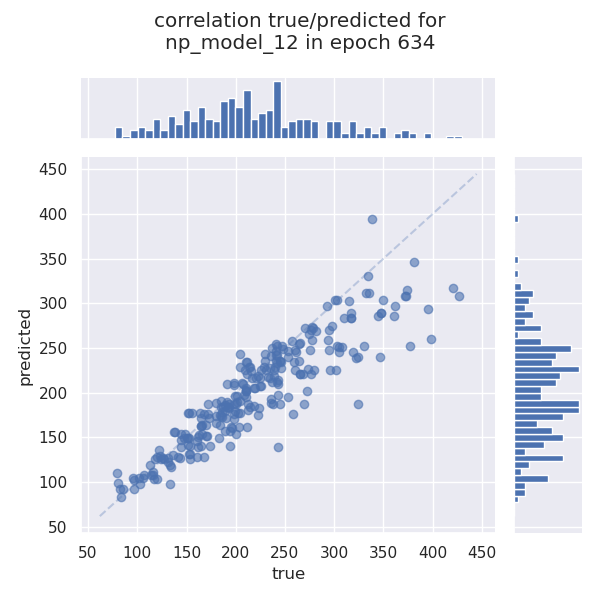 correlation true/predicted for
np_model_12 in epoch 634
450
400
350
300
250
200
150
100
50
predicted
50 100 150 200 250 300 350 400 450
true